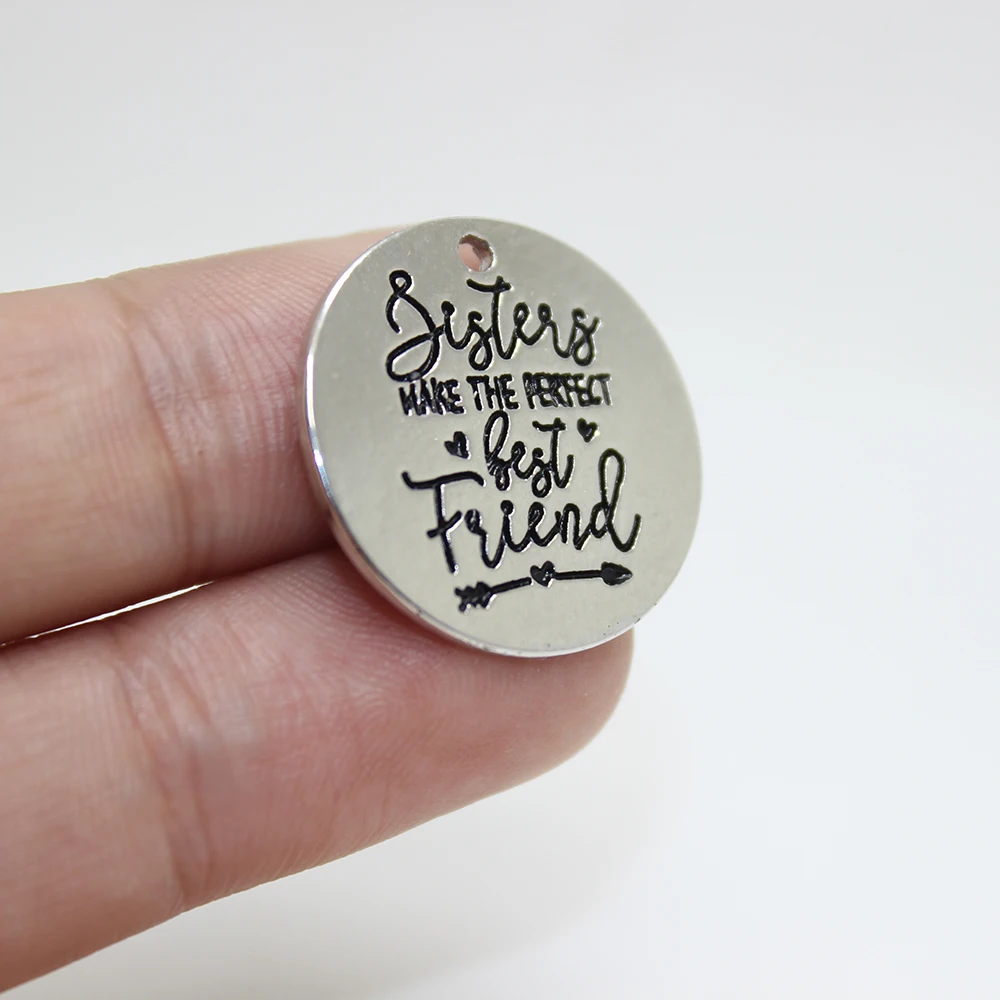 Sisters
MAKE THE PERFECT
best
Friend